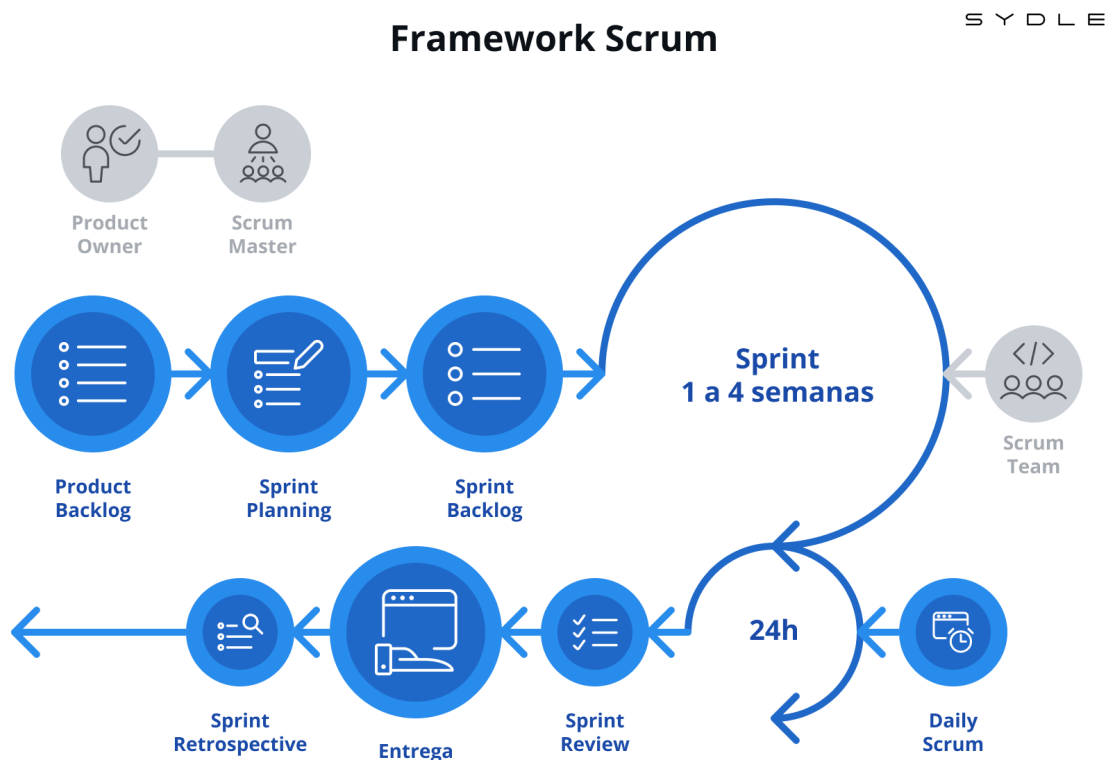 SYDLE
Framework Scrum
Product
Owner
Scrum
Master
Sprint
1 a 4 semanas
Scrum
Team
Product
Backlog
Sprint
Planning
Sprint
Backlog
24h
Sprint
Retrospective
Entrega
Sprint
Review
Daily
Scrum